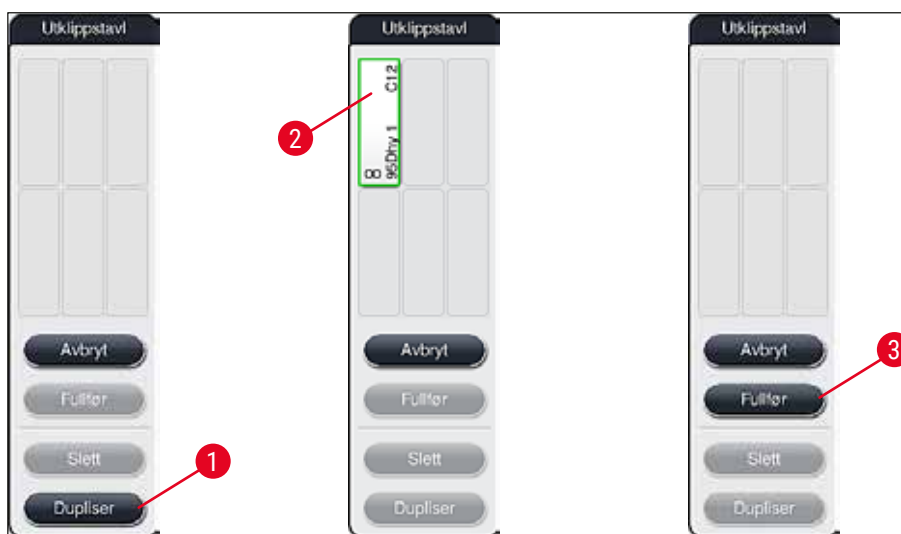 Utklippstavl
Avbryt
Fullfør
Slett
Dupliser
1
Utklippstavl
2
C12
95Dhy 1
8
Avbryt
Fullfør
Slett
Dupliser
Utklippstavl
Avbryt
Fullfør
3
Slett
Dupliser